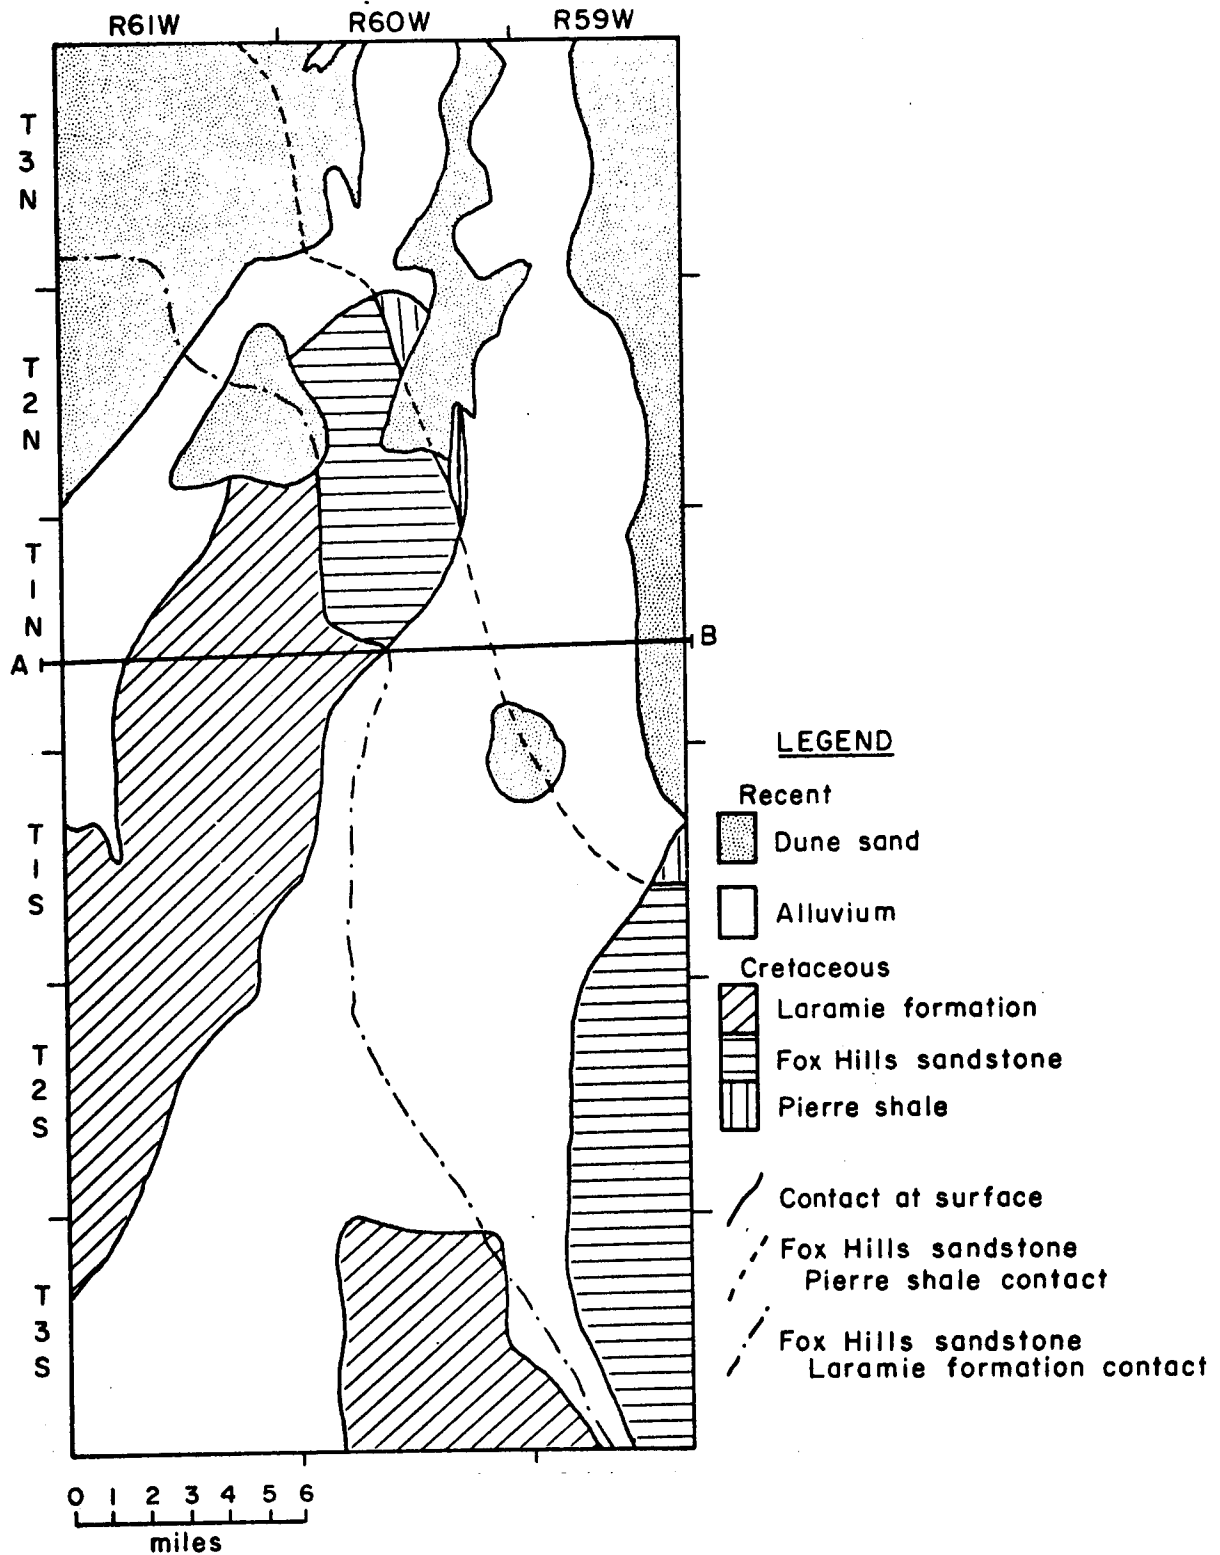 R61W R60W R59W
T
3
N
T
2
N
T
1
N
A B
T
1
S
T
2
S
T
3
S
LEGEND
Recent
Dune sand
Alluvium
Cretaceous
Laramie formation
Fox Hills sandstone
Pierre shale
Contact at surface
Fox Hills sandstone
Pierre shale contact
Fox Hills sandstone
Laramie formation contact
0 1 2 3 4 5 6
miles